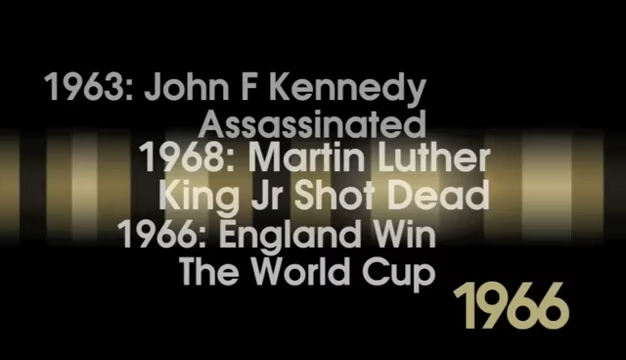 1963: John F Kennedy
Assassinated
1968: Martin Luther
King Jr Shot Dead
1966: England Win
The World Cup
1966